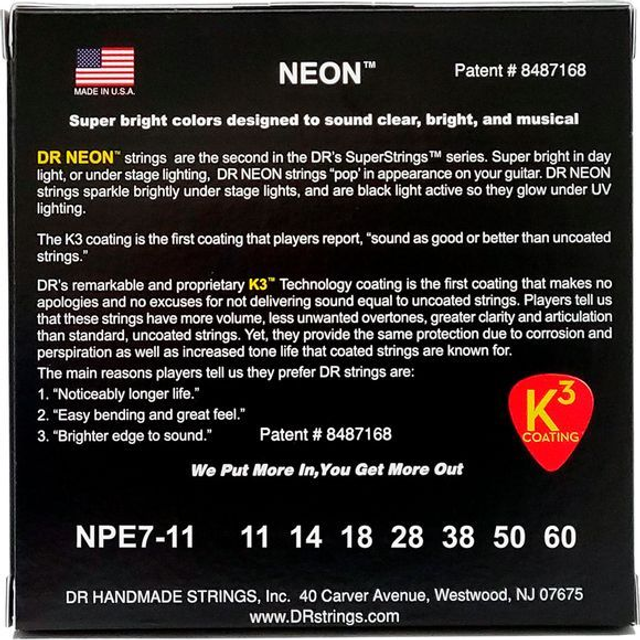 NEON™
Patent # 8487168
MADE IN U.S.A.
Super bright colors designed to sound clear, bright, and musical
DR NEON™ strings are the second in the DR's SuperStrings™ series. Super bright in day
light, or under stage lighting, DR NEON strings “pop’ in appearance on your guitar. DR NEON
strings sparkle brightly under stage lights, and are black light active so they glow under UV
lighting.
The K3 coating is the first coating that players report, “sound as good or better than uncoated
strings.”
DR's remarkable and proprietary K3™ Technology coating is the first coating that makes no
apologies and no excuses for not delivering sound equal to uncoated strings. Players tell us
that these strings have more volume, less unwanted overtones, greater clarity and articulation
than standard, uncoated strings. Yet, they provide the same protection due to corrosion and
perspiration as well as increased tone life that coated strings are known for.
The main reasons players tell us they prefer DR strings are:
1. “Noticeably longer life.”
2. “Easy bending and great feel.”
3. “Brighter edge to sound.”
Patent # 8487168
K3
COATING
We Put More In,You Get More Out
NPE7-11 11 14 18 28 38 50 60
DR HANDMADE STRINGS, Inc. 40 Carver Avenue, Westwood, NJ 07675
www.DRstrings.com